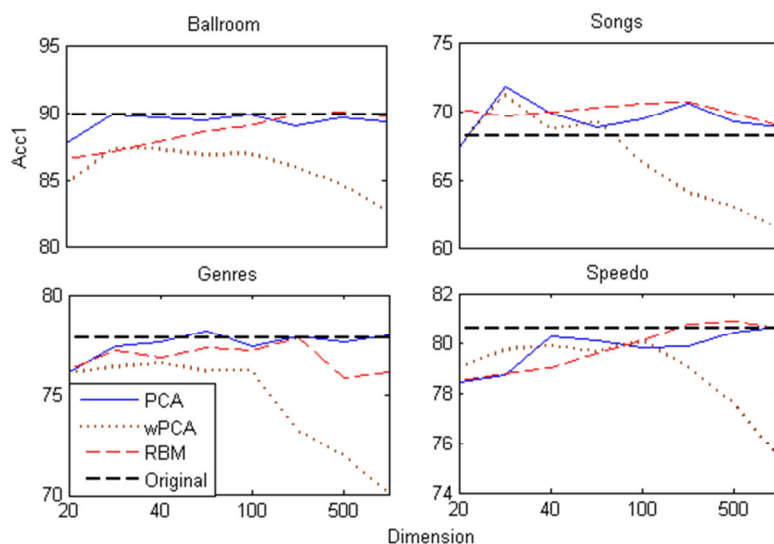 Ballroom
Songs
95
90
85
80
Acc1
75
70
65
60
Genres
Speedo
80
75
70
82
80
78
76
74
PCA
wPCA
RBM
Original
20 40 100 500
20 40 100 500
Dimension